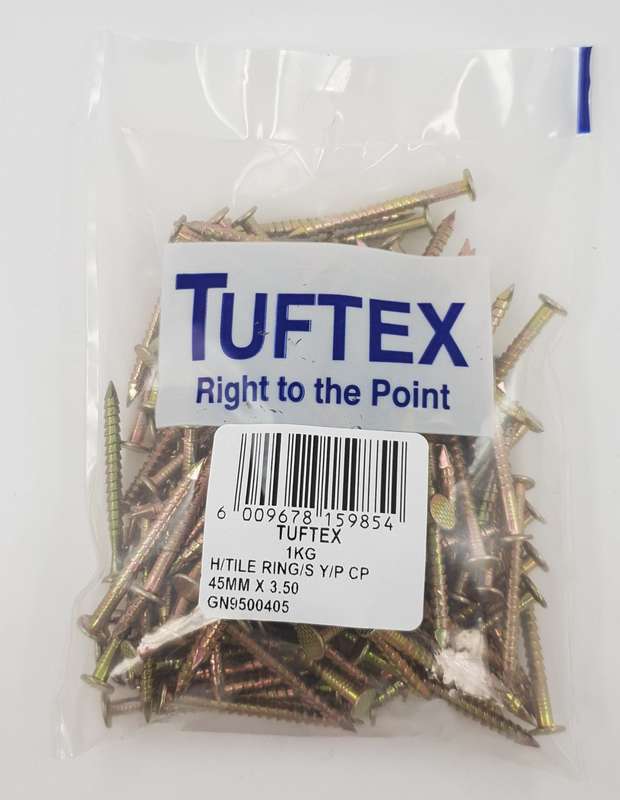 TUFTEX
Right to the Point
6 009678 159854
TUFTEX
1KG
H/TILE RING/S Y/P CP
45MM X 3.50
GN9500405